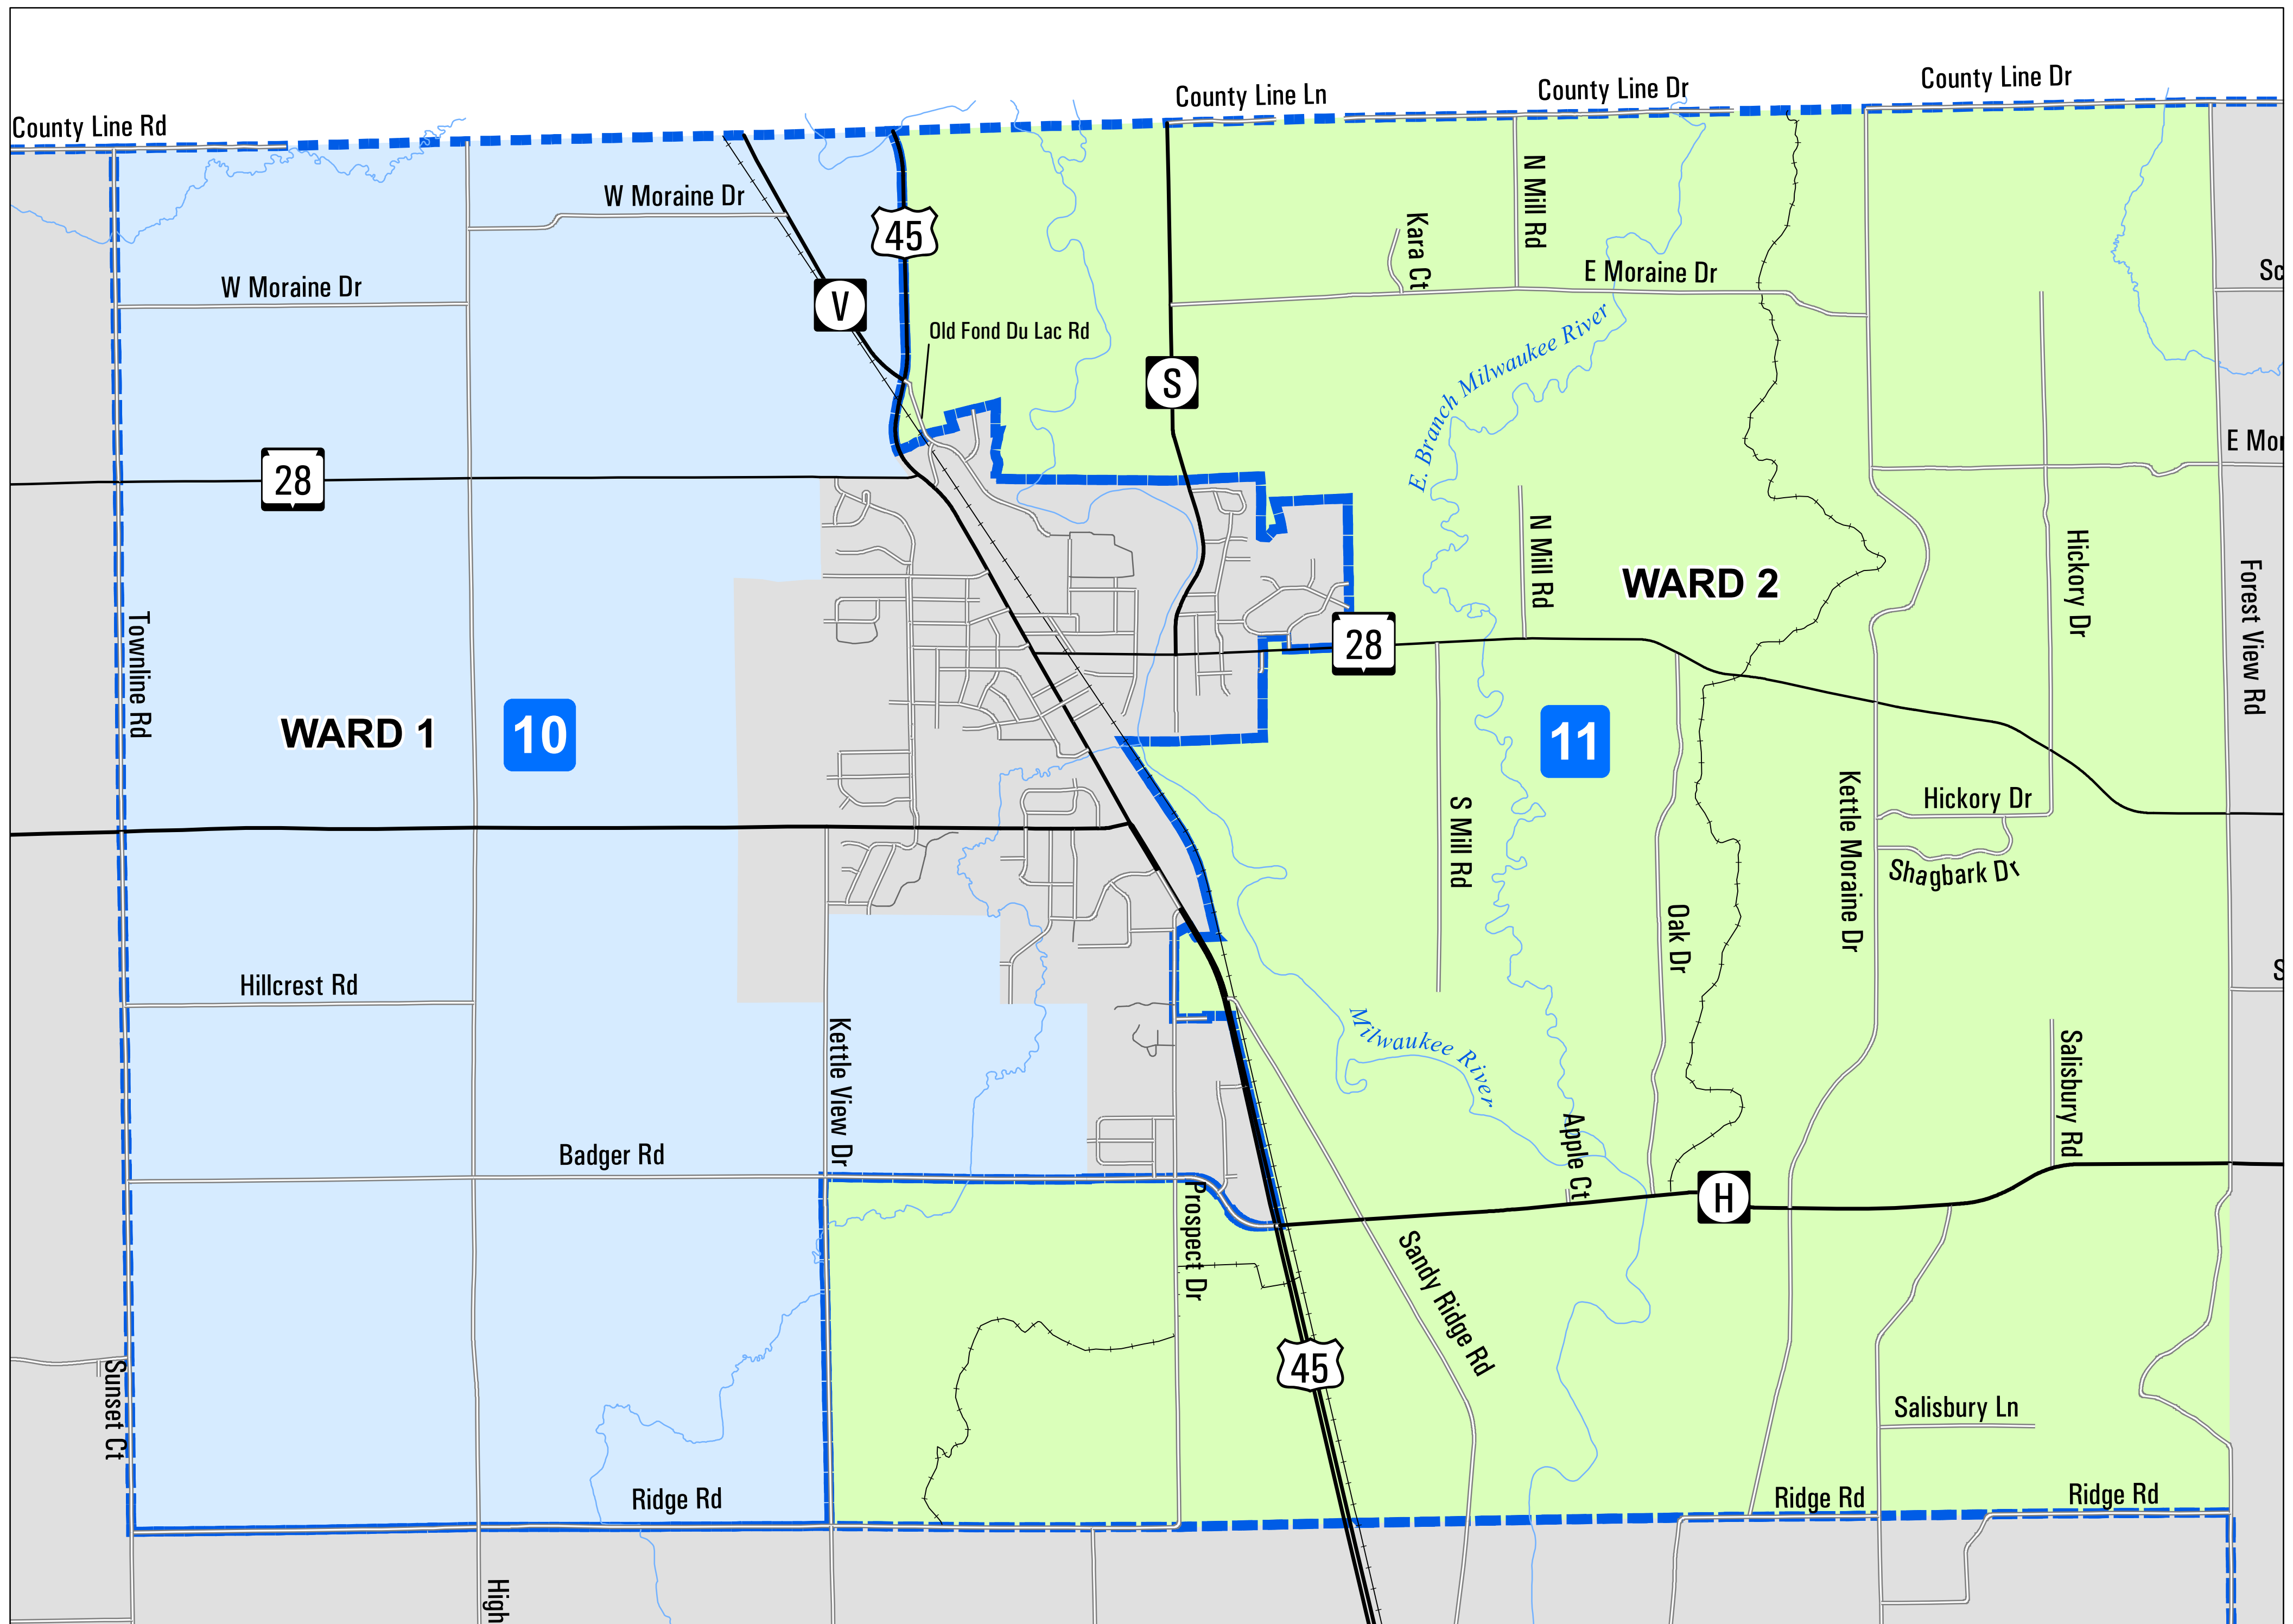 County Line Rd
County Line Ln
County Line Dr
County Line Dr
W Moraine Dr
W Moraine Dr
45
V
Old Fond Du Lac Rd
S
Kara Ct
N Mill Rd
E Moraine Dr
Sc
E. Branch Milwaukee River
28
E Mor
N Mill Rd
WARD 2
Hickory Dr
Forest View Rd
Townline Rd
28
WARD 1
10
11
S Mill Rd
Kettle Moraine Dr
Hickory Dr
Shagbark Dr
Oak Dr
Hillcrest Rd
S
Kettle View Dr
Milwaukee River
Salisbury Rd
Apple Ct
Badger Rd
Prospect Dr
H
Sandy Ridge Rd
45
Sunset Ct
Salisbury Ln
Ridge Rd
Ridge Rd
Ridge Rd
High